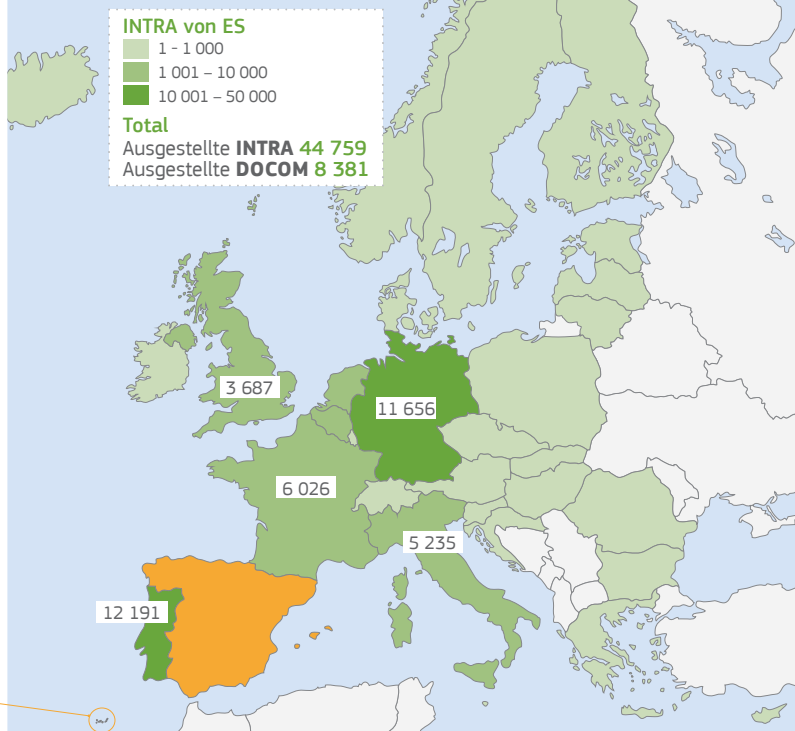 INTRA von ES
1 - 1 000
1 001 – 10 000
10 001 – 50 000
Total
Ausgestellte INTRA 44 759
Ausgestellte DOCOM 8 381
3 687
11 656
6 026
5 235
12 191